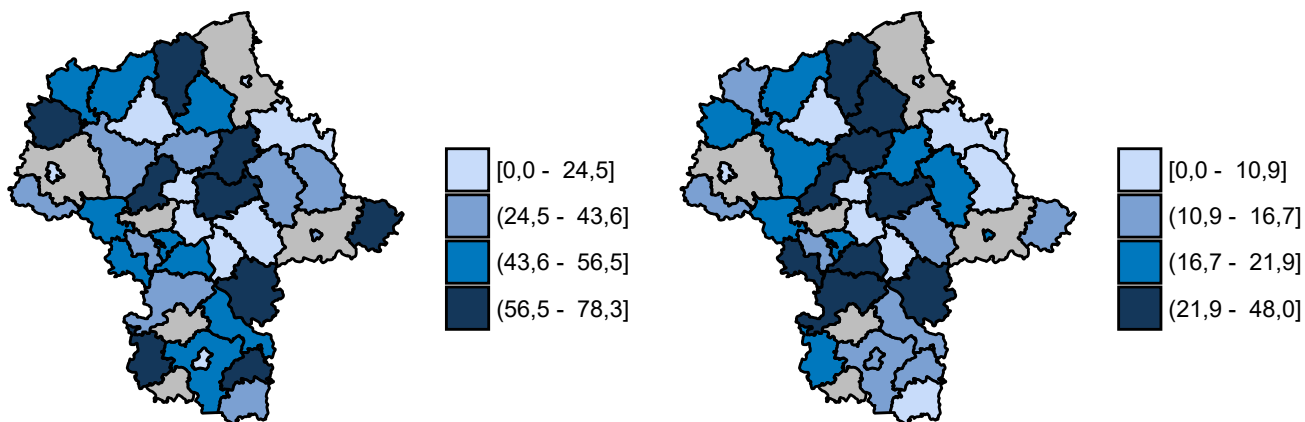 [0,0 - 24,5]
(24,5 - 43,6]
(43,6 - 56,5]
(56,5 - 78,3]
[0,0 - 10,9]
(10,9 - 16,7]
(16,7 - 21,9]
(21,9 - 48,0]